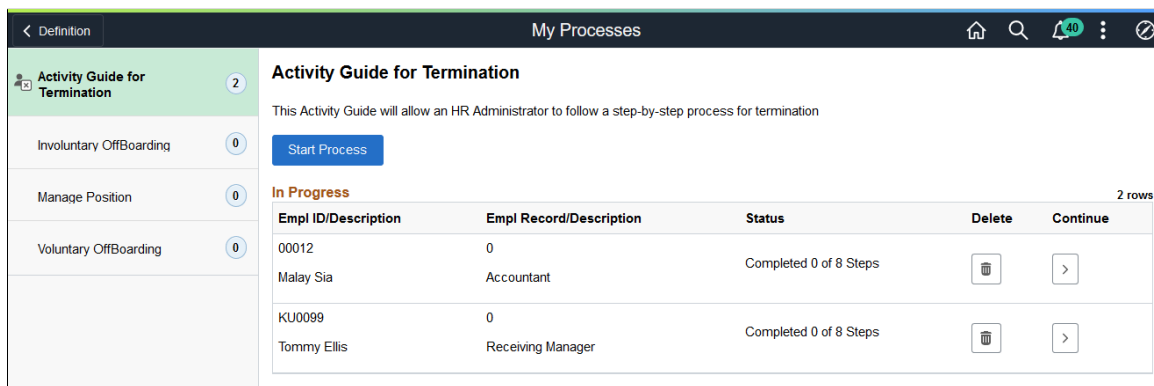 Definition
My Processes
40
Activity Guide for
Termination
2
Involuntary OffBoarding
0
Manage Position
0
Voluntary OffBoarding
0
Activity Guide for Termination
This Activity Guide will allow an HR Administrator to follow a step-by-step process for termination
Start Process
In Progress
2 rows
Empl ID/Description Empl Record/Description Status Delete Continue
00012 0
Completed 0 of 8 Steps
Malay Sia Accountant
KU0099 0
Completed 0 of 8 Steps
Tommy Ellis Receiving Manager